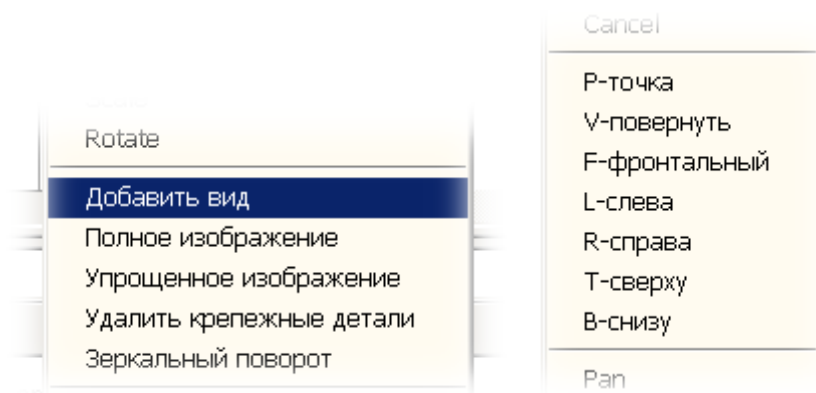 Rotate
Добавить вид
Полное изображение
Упрощенное изображение
Удалить крепежные детали
Зеркальный поворот
Cancel
P-точка
V-повернуть
F-фронтальный
L-слева
R-справа
T-сверху
B-снизу
Pan